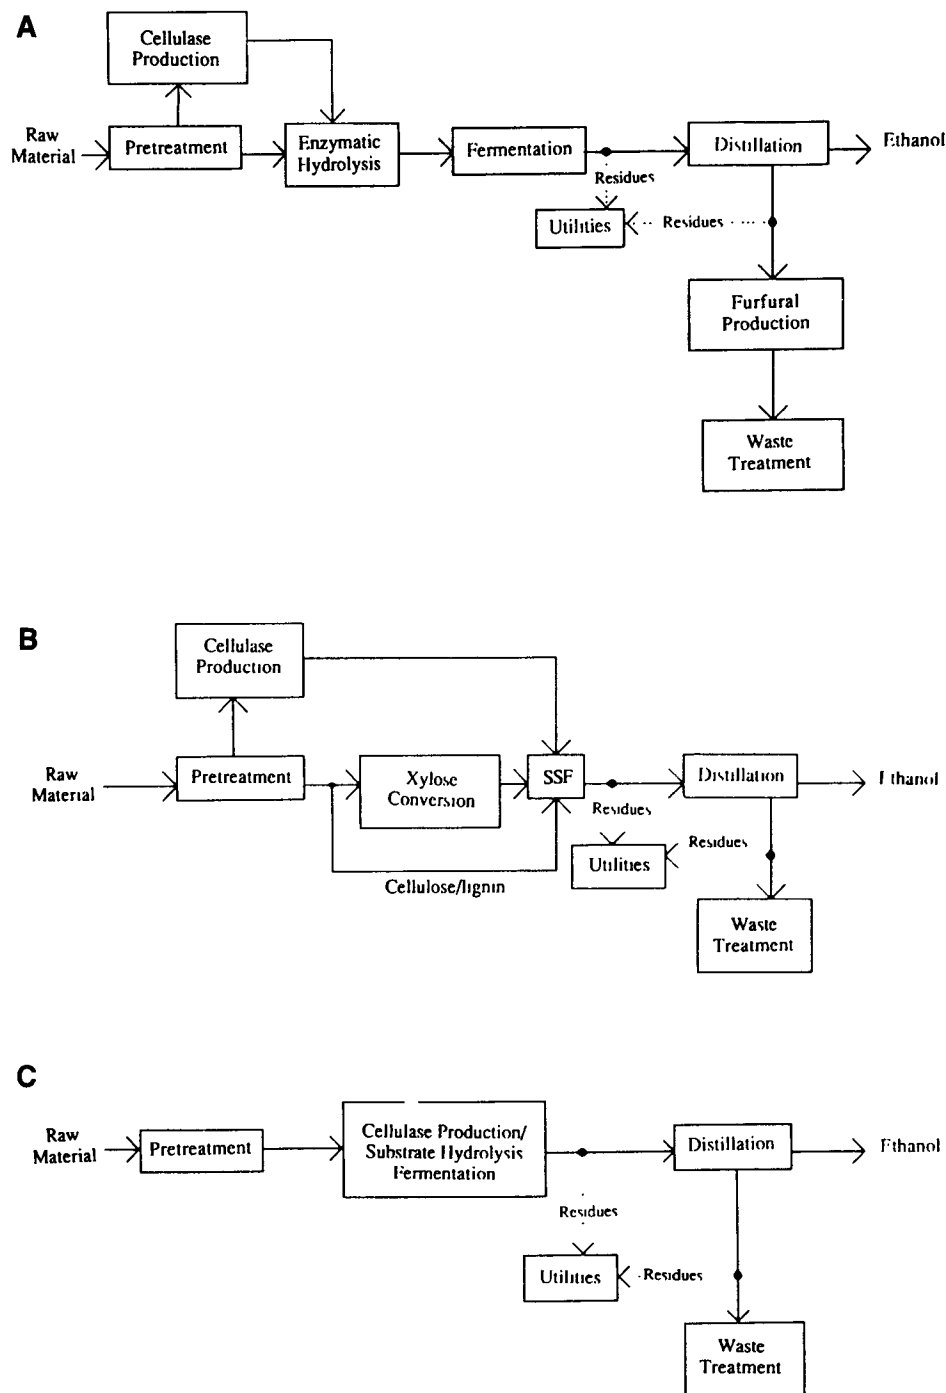 A
Cellulase
Production
Raw
Material
Pretreatment
Enzymatic
Hydrolysis
Fermentation
Distillation
Ethanol
Residues
Utilities
Residues
Furfural
Production
Waste
Treatment
B
Cellulase
Production
Raw
Material
Pretreatment
Xylose
Conversion
SSF
Distillation
Ethanol
Residues
Residues
Utilities
Cellulose/lignin
Waste
Treatment
C
Raw
Material
Pretreatment
Cellulase Production/
Substrate Hydrolysis
Fermentation
Distillation
Ethanol
Residues
Utilities
Residues
Waste
Treatment